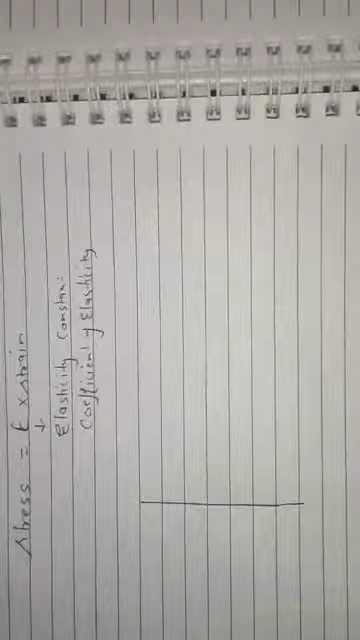 stress = E x strain
↓
Elasticity Constant
Coefficient of Elasticity